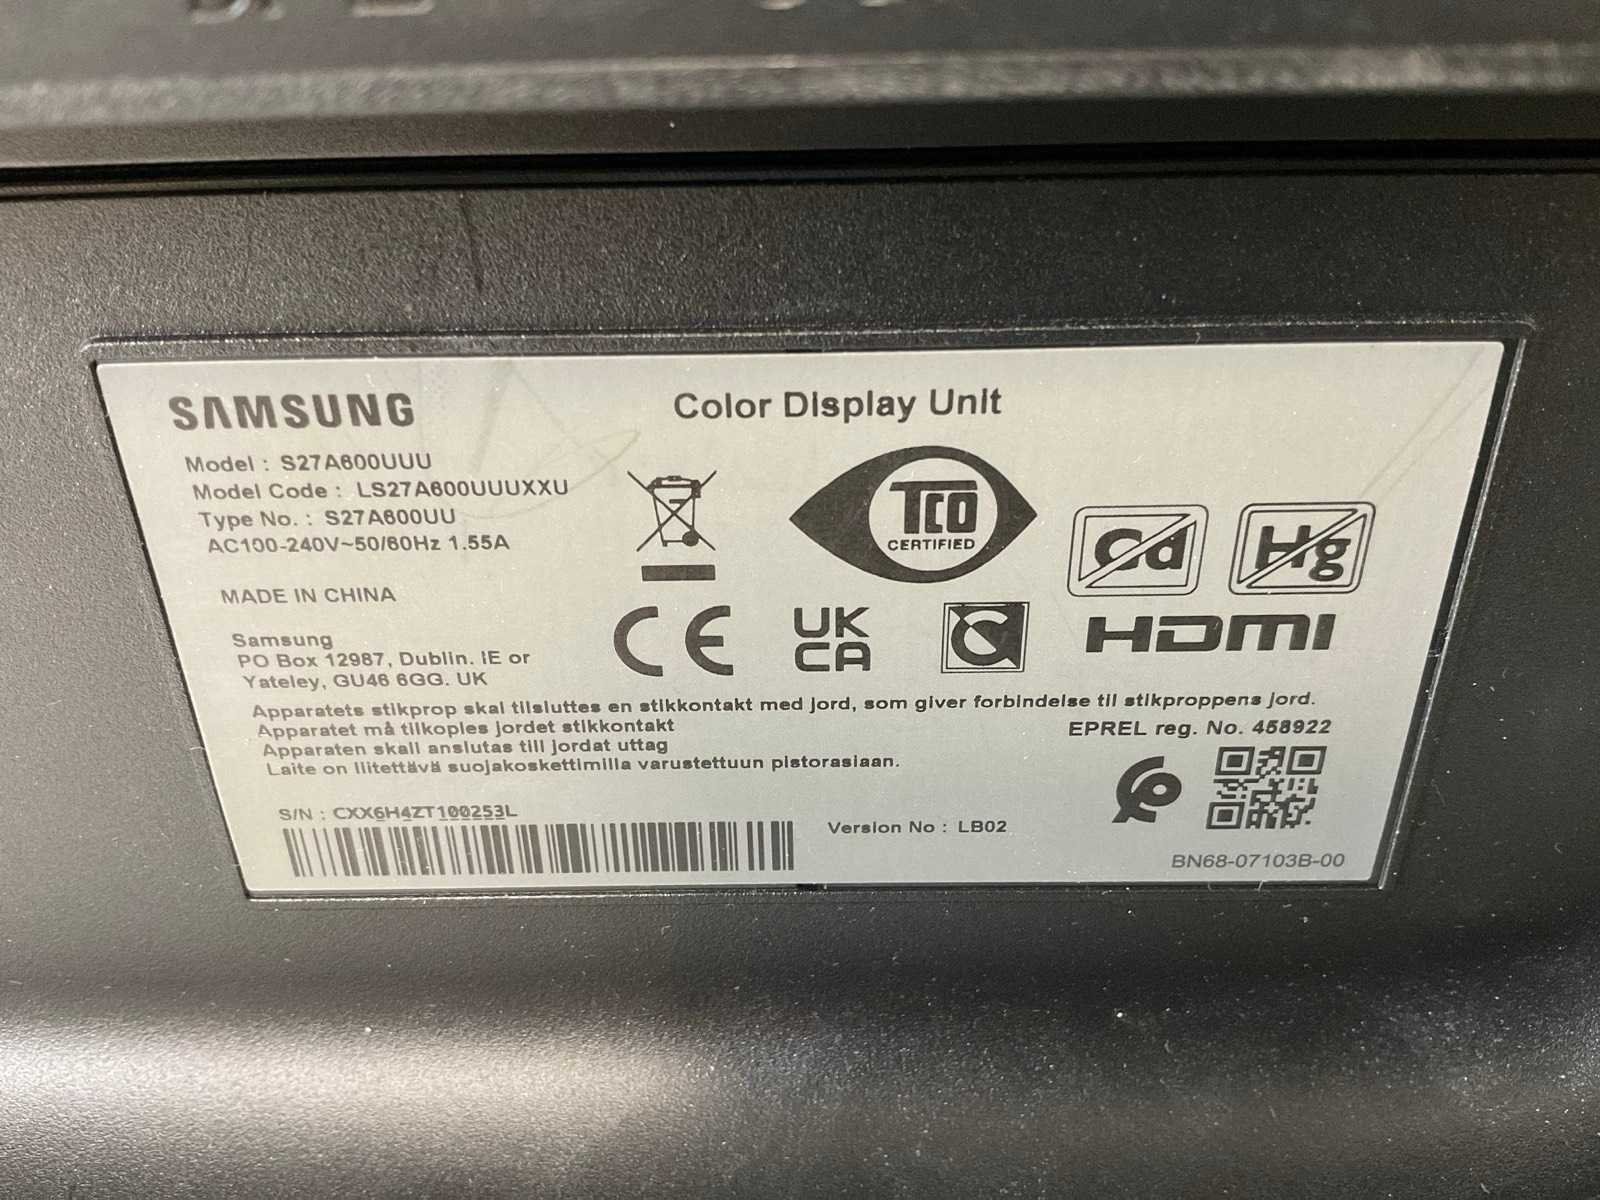 SAMSUNG
Color Display Unit
Model : S27A600UUU
Model Code : LS27A600UUUXXU
Type No. : S27A600UU
AC100-240V~50/60Hz 1.55A
MADE IN CHINA
Samsung
PO Box 12987, Dublin. IE or
Yateley, GU46 6GG. UK
TCO
CERTIFIED
Cd
Hg
CE
UK
CA
HDMI
Apparatets stikprop skal tilsluttes en stikkontakt med jord, som giver forbindelse til stikproppens jord.
Apparatet må tilkoples jordet stikkontakt
Apparaten skall anslutas till jordat uttag
Laite on liitettävä suojakoskettimilla varustettuun pistorasiaan.
EPREL reg. No. 458922
S/N : CXX6H4ZT100253L
Version No : LB02
BN68-07103B-00